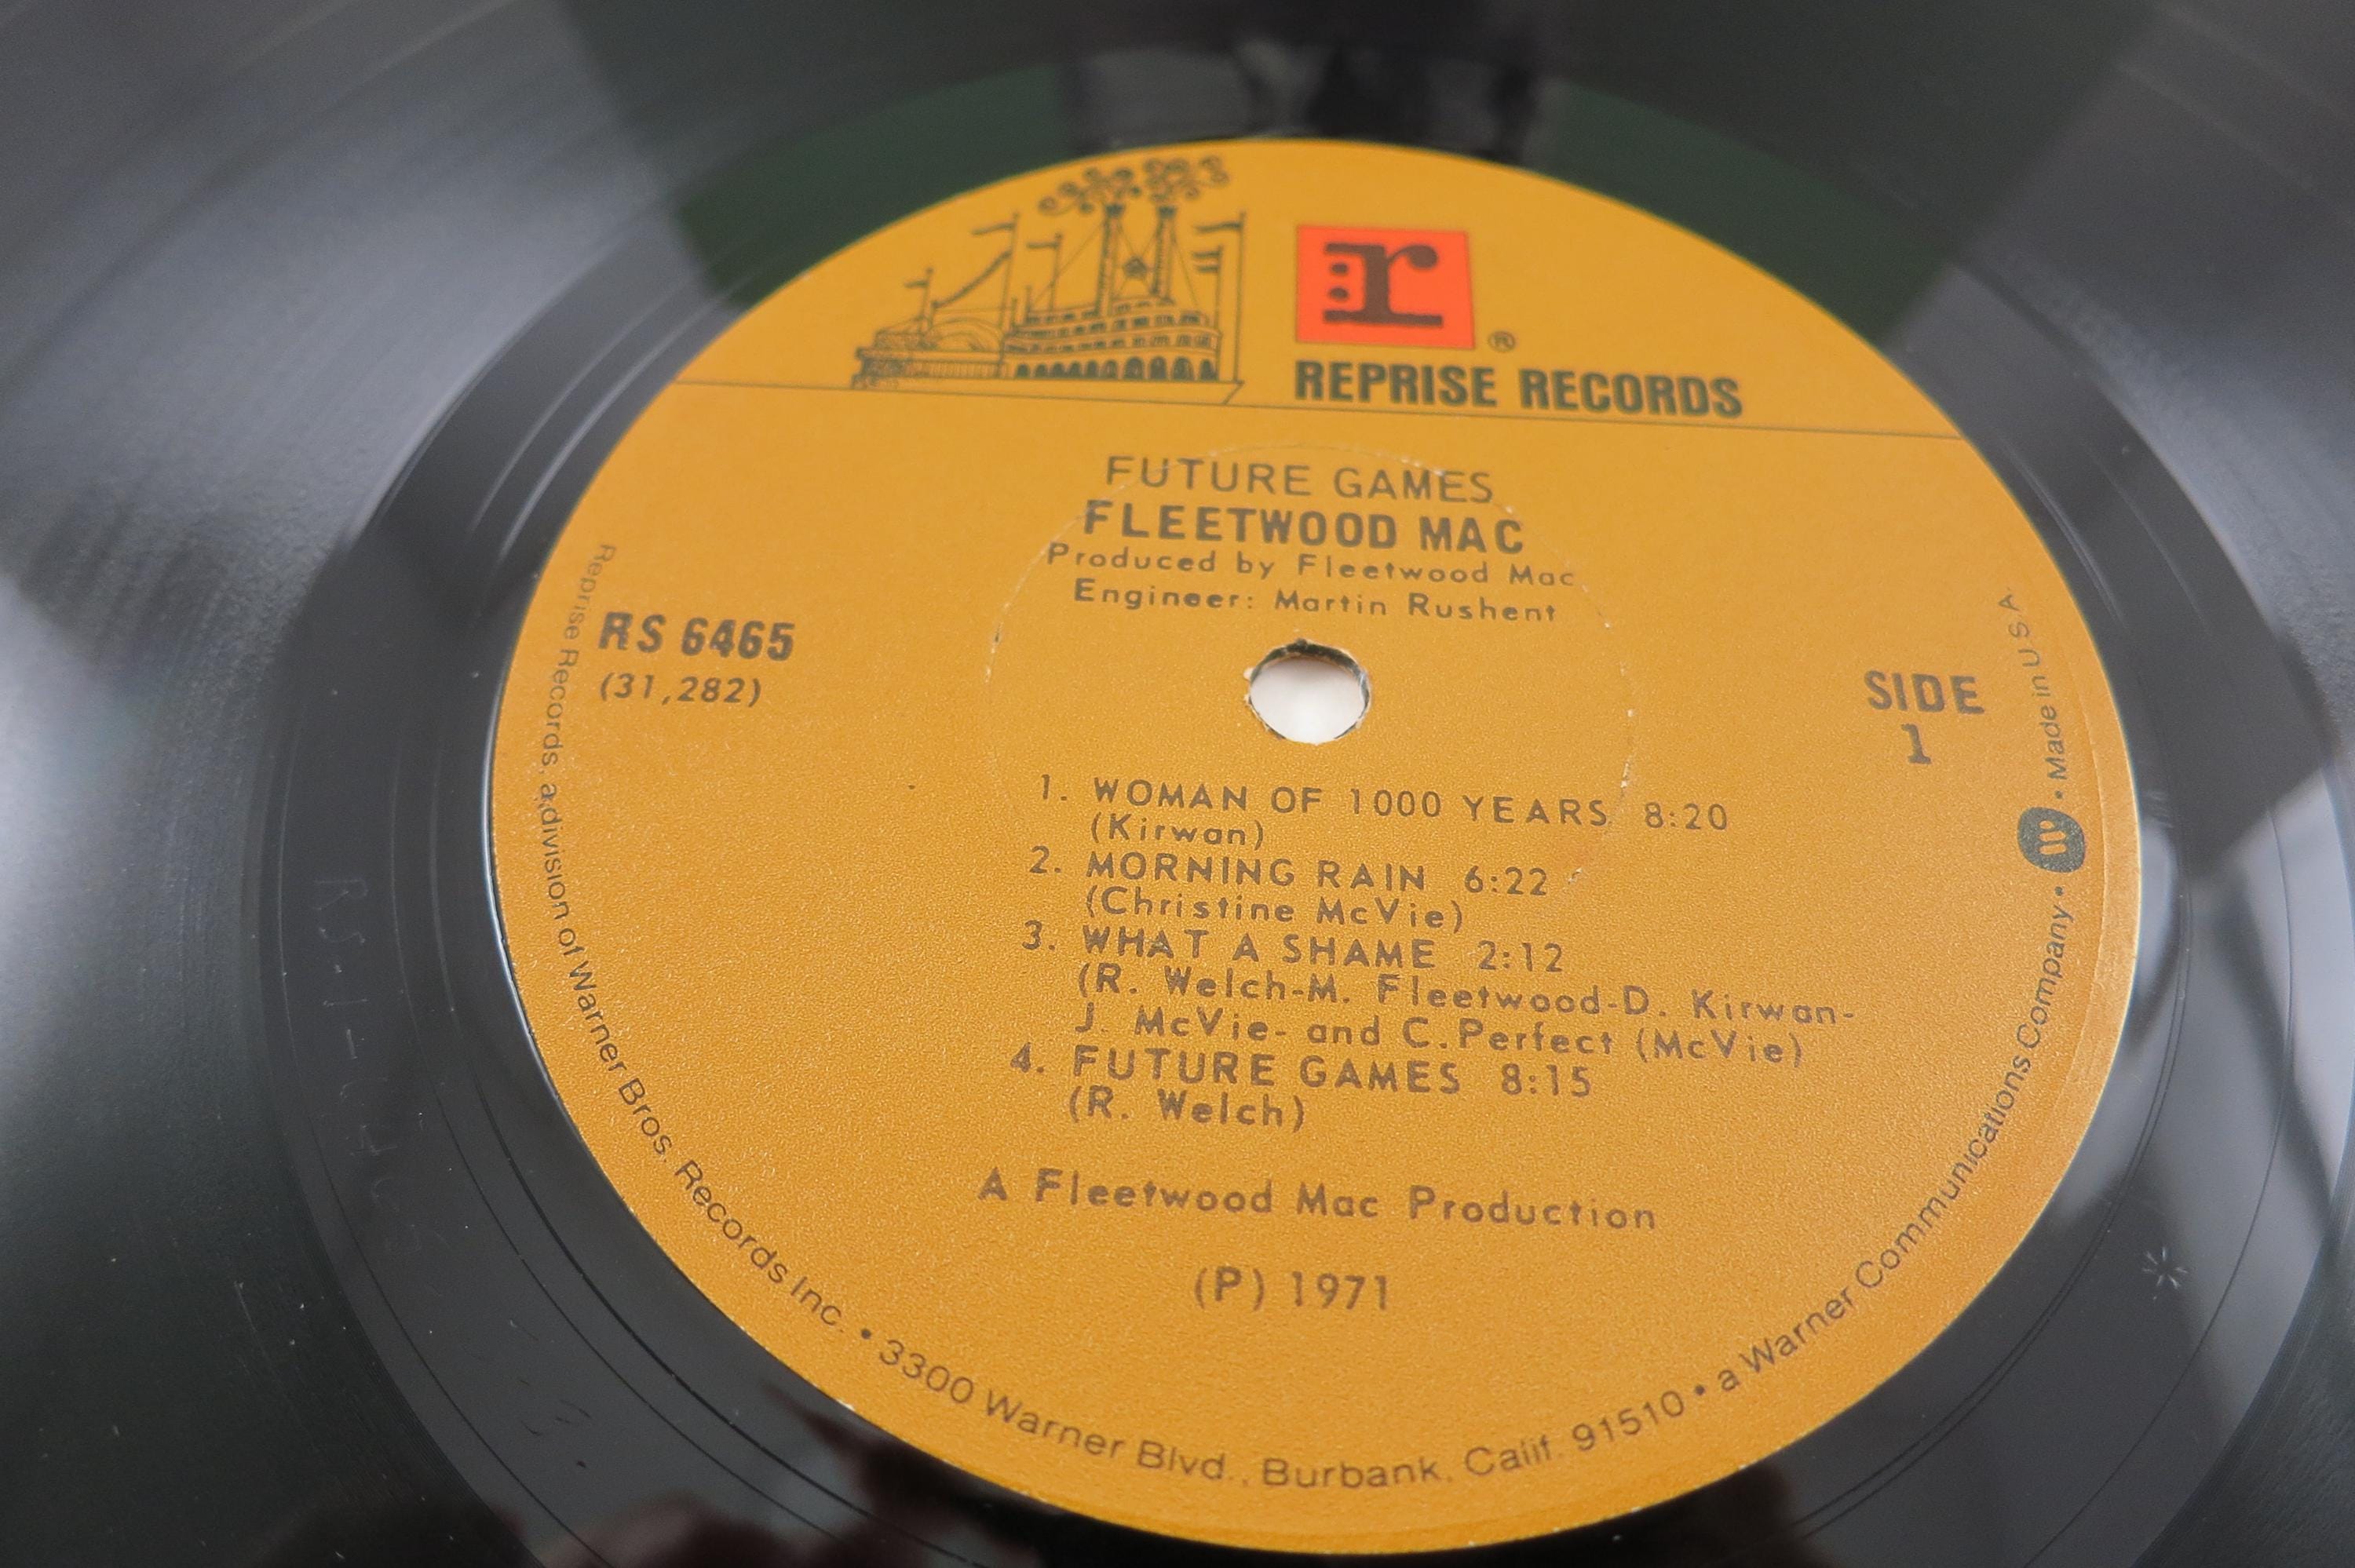 r ®
REPRISE RECORDS
FUTURE GAMES
FLEETWOOD MAC
Produced by Fleetwood Mac
Engineer: Martin Rushent
RS 6465
(31,282)
SIDE
1
1. WOMAN OF 1000 YEARS 8:20
(Kirwan)
2. MORNING RAIN 6:22
(Christine McVie)
3. WHAT A SHAME 2:12
(R. Welch-M. Fleetwood-D. Kirwan-
J. McVie- and C.Perfect (McVie)
4. FUTURE GAMES 8:15
(R. Welch)
A Fleetwood Mac Production
(P) 1971
Reprise Records, a division of Warner Bros. Records Inc. • 3300 Warner Blvd., Burbank, Calif. 91510 • a Warner Communications Company • W • Made in U.S.A.